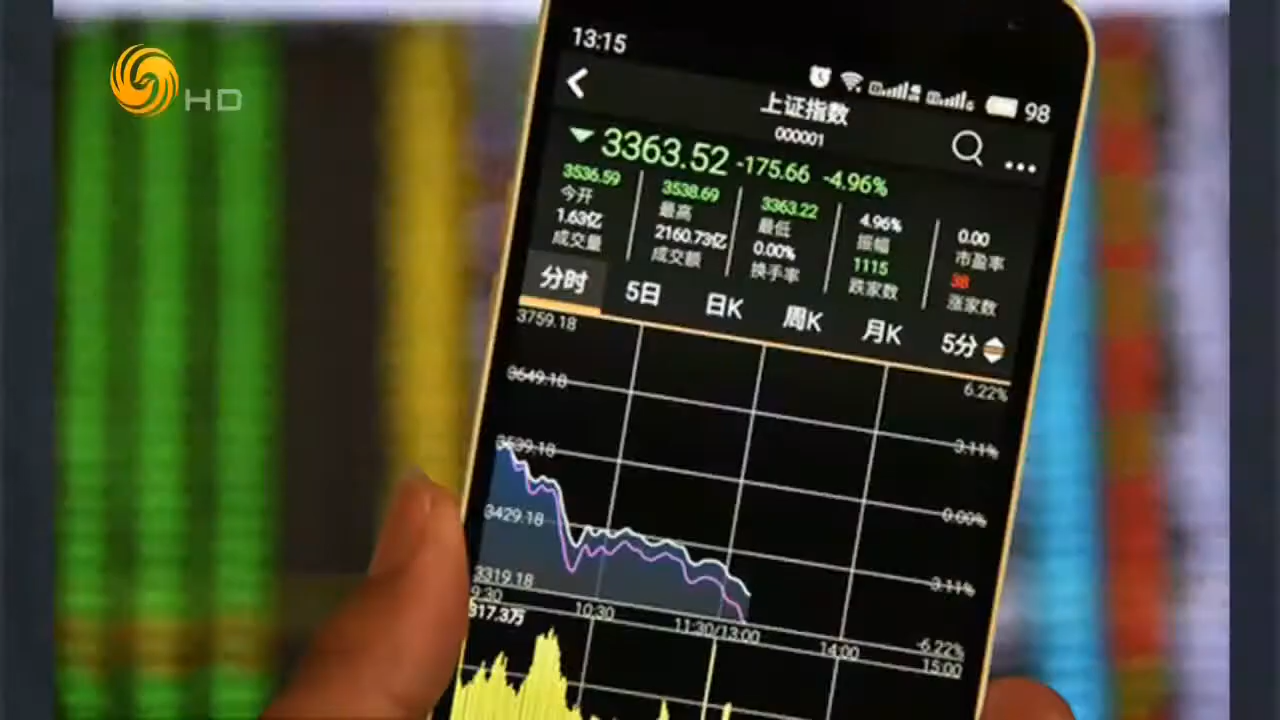 HD
13:15
98
上证指数
000001
3363.52 -175.66 -4.96%
3536.59 3538.69 3363.22 4.96% 0.00
今开 最高 最低 振幅 市盈率
1.63亿 2160.73亿 0.00% 1115 38
成交量 成交额 换手率 跌家数 涨家数
分时 5日 日K 周K 月K 5分
3759.18 6.22%
3649.18 3.11%
3539.18 0.00%
3429.18 3.11%
3319.18 -6.22%
9:30 10:30 11:30/13:00 14:00 15:00
317.3万